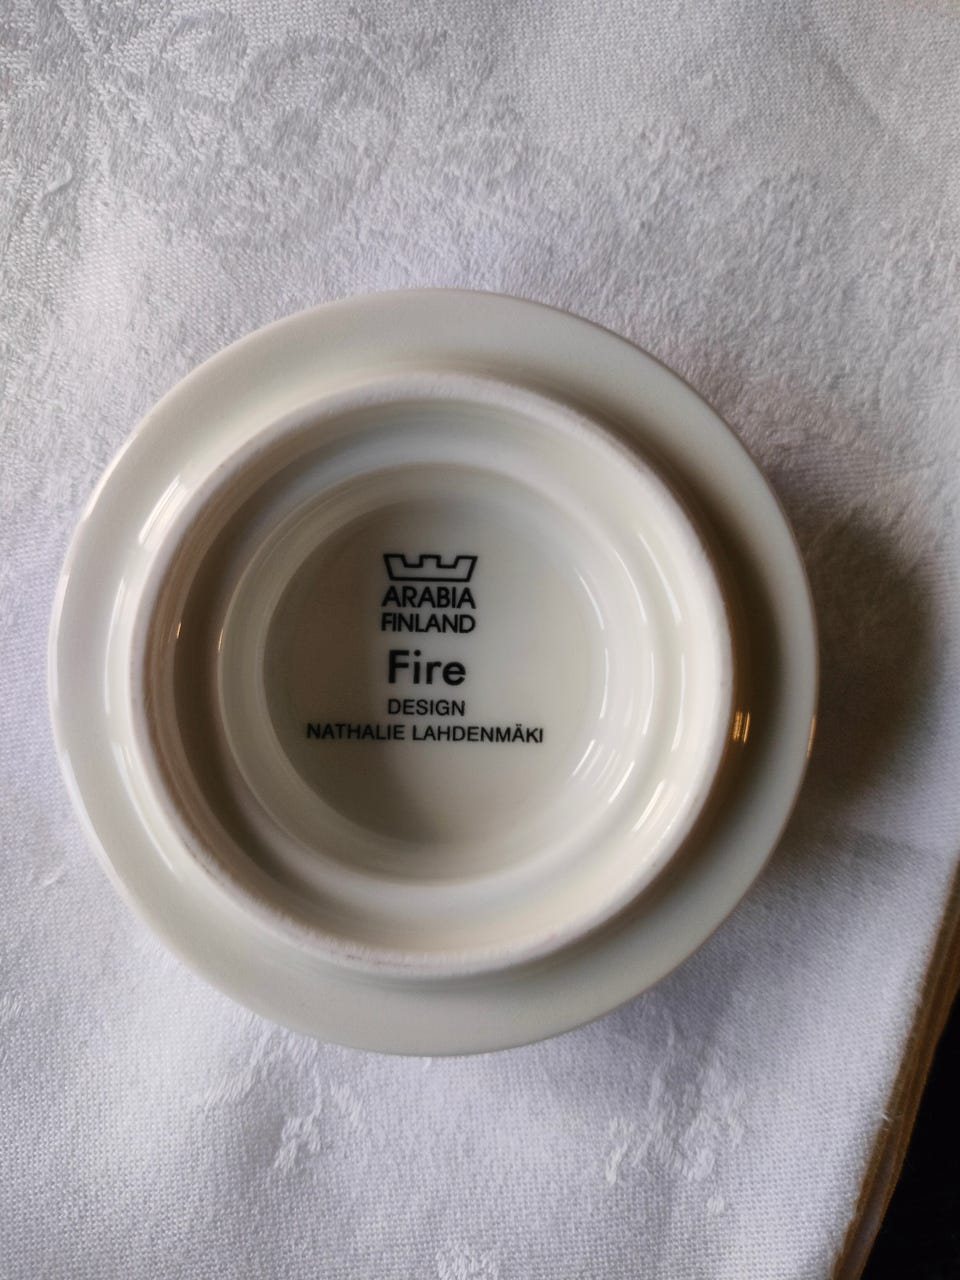 ARABIA
FINLAND
Fire
DESIGN
NATHALIE LAHDENMÄKI